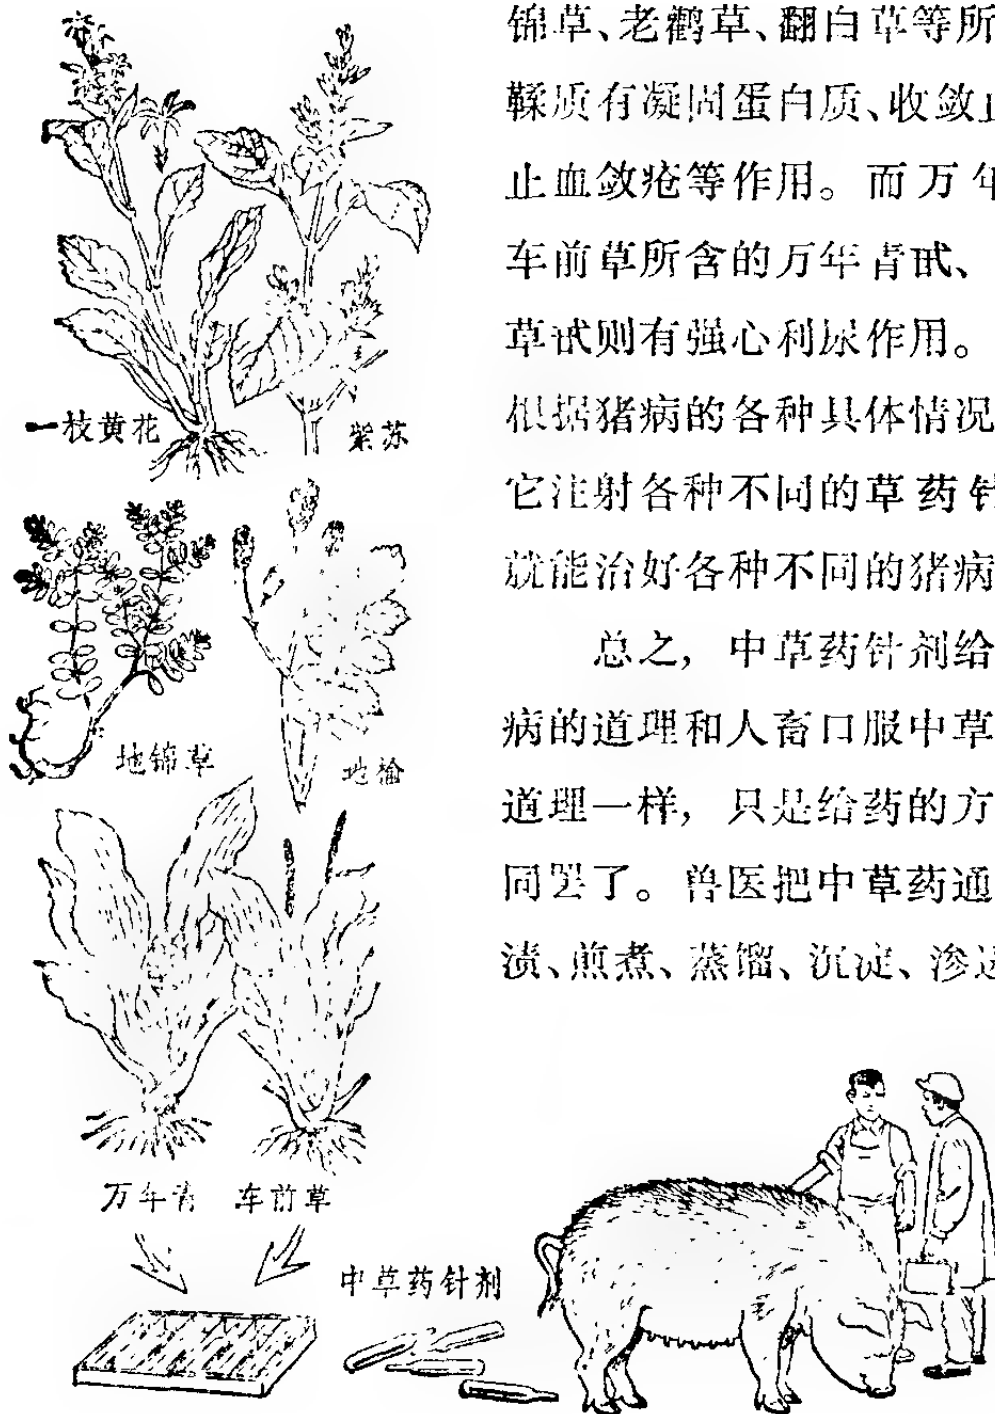 锦草、老鹳草、翻白草等所
鞣质有凝固蛋白质、收敛止
止血敛疮等作用。而万年
车前草所含的万年青甙、
草甙则有强心利尿作用。
根据猪病的各种具体情况
它注射各种不同的草药针
就能治好各种不同的猪病
总之，中草药针剂给
病的道理和人畜口服中草
道理一样，只是给药的方
同罢了。兽医把中草药通
渍、煎煮、蒸馏、沉淀、渗透
一枝黄花
紫苏
地锦草
地榆
万年青
车前草
中草药针剂